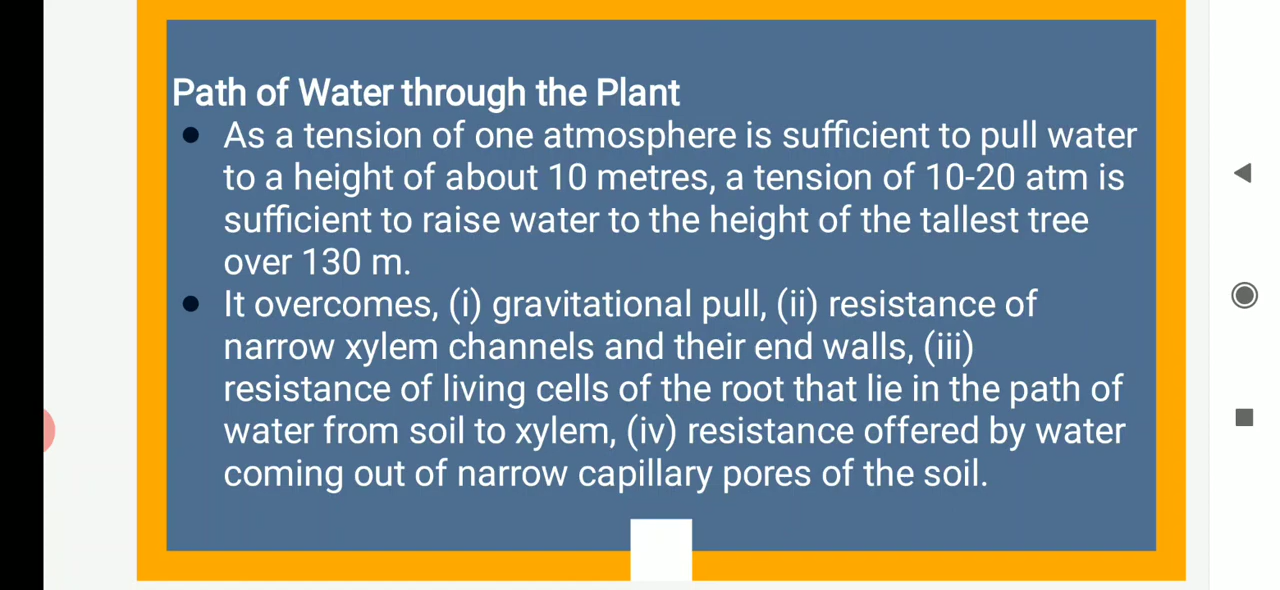 Path of Water through the Plant
● As a tension of one atmosphere is sufficient to pull water
to a height of about 10 metres, a tension of 10-20 atm is
sufficient to raise water to the height of the tallest tree
over 130 m.
● It overcomes, (i) gravitational pull, (ii) resistance of
narrow xylem channels and their end walls, (iii)
resistance of living cells of the root that lie in the path of
water from soil to xylem, (iv) resistance offered by water
coming out of narrow capillary pores of the soil.